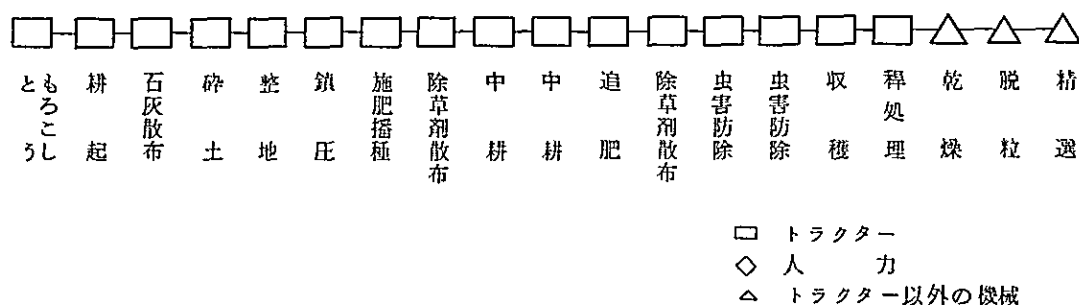 とうもろこし
耕起
石灰散布
砕土
整地
鎮圧
施肥播種
除草剤散布
中耕
中耕
追肥
除草剤散布
虫害防除
虫害防除
収穫
稈処理
乾燥
脱粒
精選
トラクター
人力
トラクター以外の機械